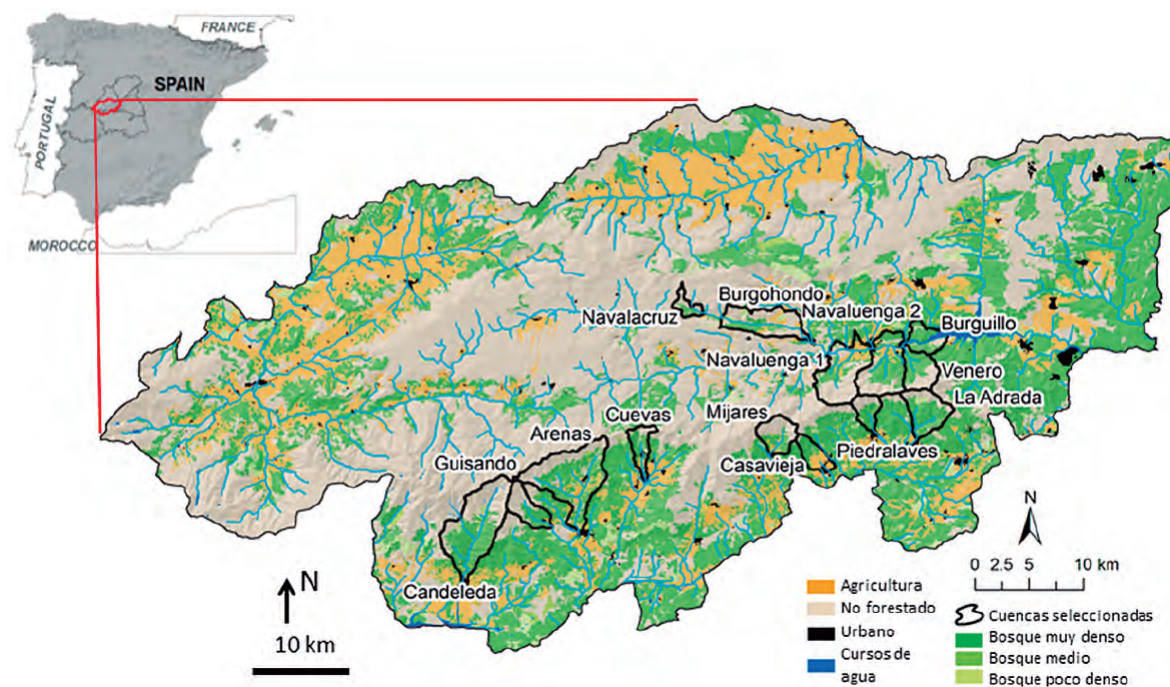 FRANCE
SPAIN
PORTUGAL
MOROCCO
Navalacruz
Burgohondo
Navaluenga 2
Burguillo
Navaluenga 1
Venero
La Adrada
Mijares
Cuevas
Arenas
Piedralaves
Casavieja
Guisando
Candeleda
N
10 km
N
0 2.5 5 10 km
Agricultura
No forestado
Urbano
Cursos de
agua
Cuencas seleccionadas
Bosque muy denso
Bosque medio
Bosque poco denso